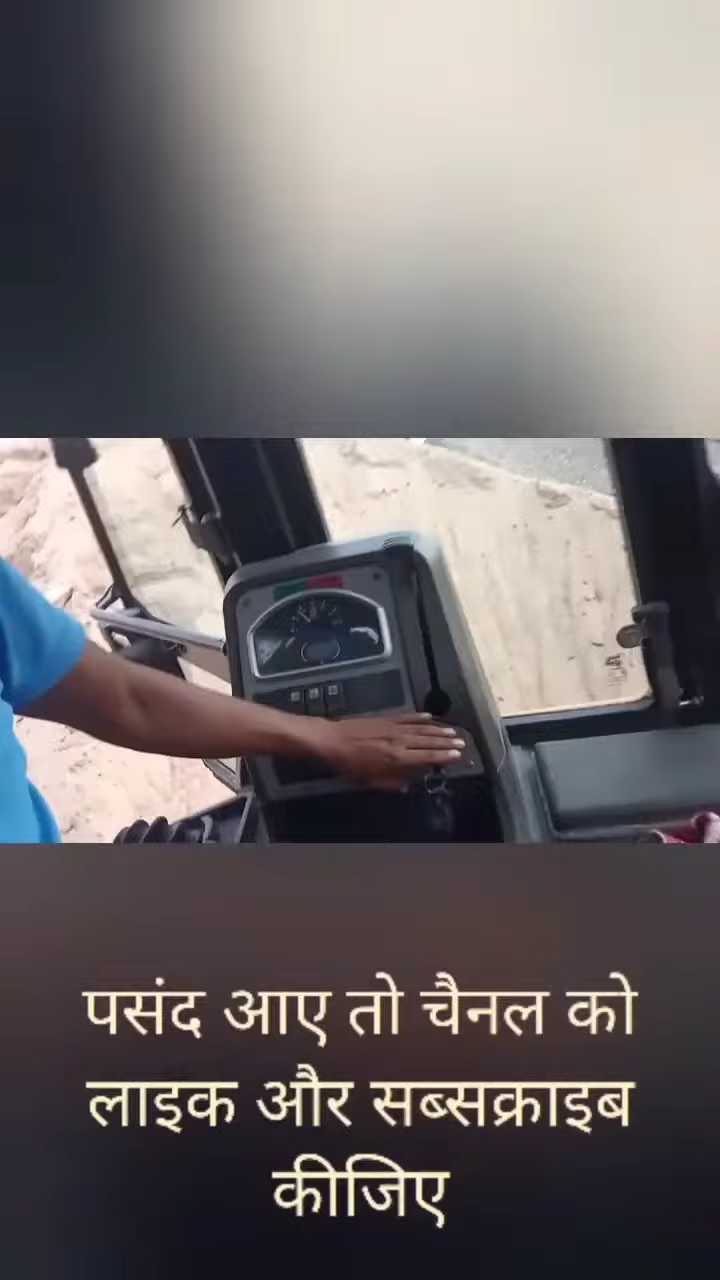 पसंद आए तो चैनल को
लाइक और सब्सक्राइब
कीजिए